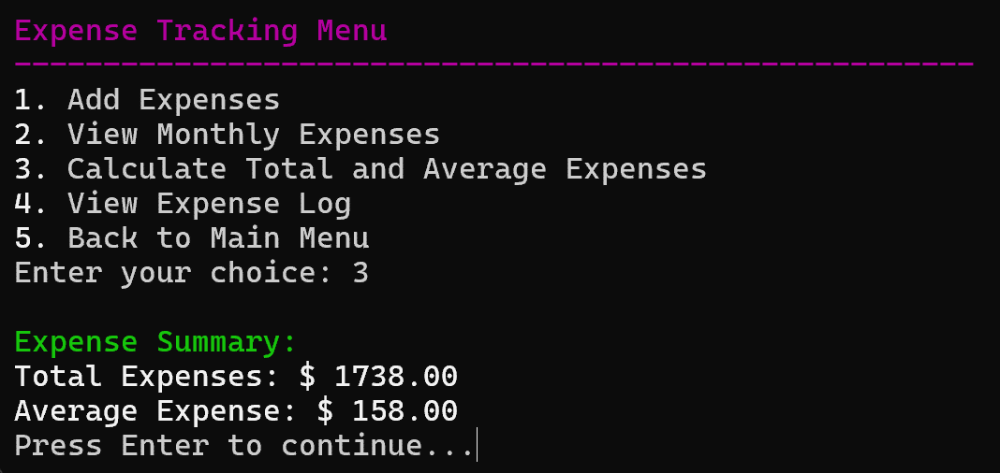 Expense Tracking Menu
------------------------------------------------------
1. Add Expenses
2. View Monthly Expenses
3. Calculate Total and Average Expenses
4. View Expense Log
5. Back to Main Menu
Enter your choice: 3
Expense Summary:
Total Expenses: $ 1738.00
Average Expense: $ 158.00
Press Enter to continue...